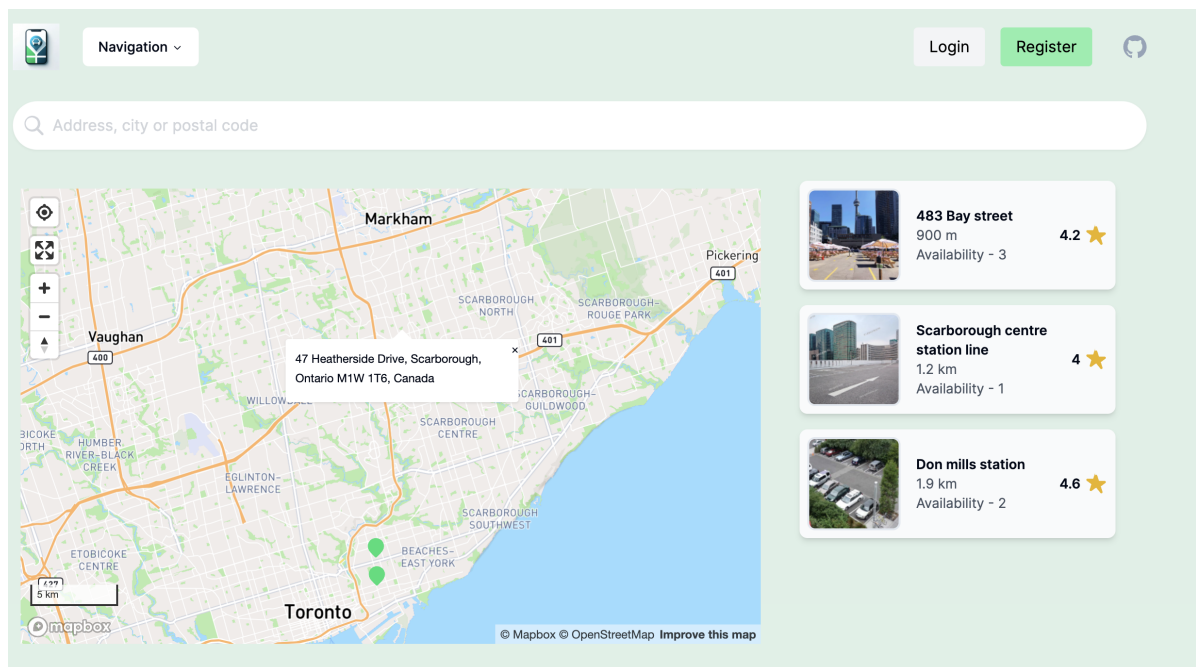 Navigation
Login
Register
Address, city or postal code
Markham
Pickering
401
SCARBOROUGH
NORTH
SCARBOROUGH-
ROUGE PARK
Vaughan
400
401
47 Heatherside Drive, Scarborough,
Ontario M1W 1T6, Canada
×
WILLOWDALE
SCARBOROUGH-
GUILDWOOD
SCARBOROUGH
CENTRE
BICOKE
ORTH
HUMBER
RIVER-BLACK
CREEK
EGLINTON-
LAWRENCE
SCARBOROUGH
SOUTHWEST
ETOBICOKE
CENTRE
BEACHES-
EAST YORK
427
5 km
Toronto
mapbox
© Mapbox © OpenStreetMap Improve this map
483 Bay street
900 m
Availability - 3
4.2
Scarborough centre
station line
1.2 km
Availability - 1
4
Don mills station
1.9 km
Availability - 2
4.6